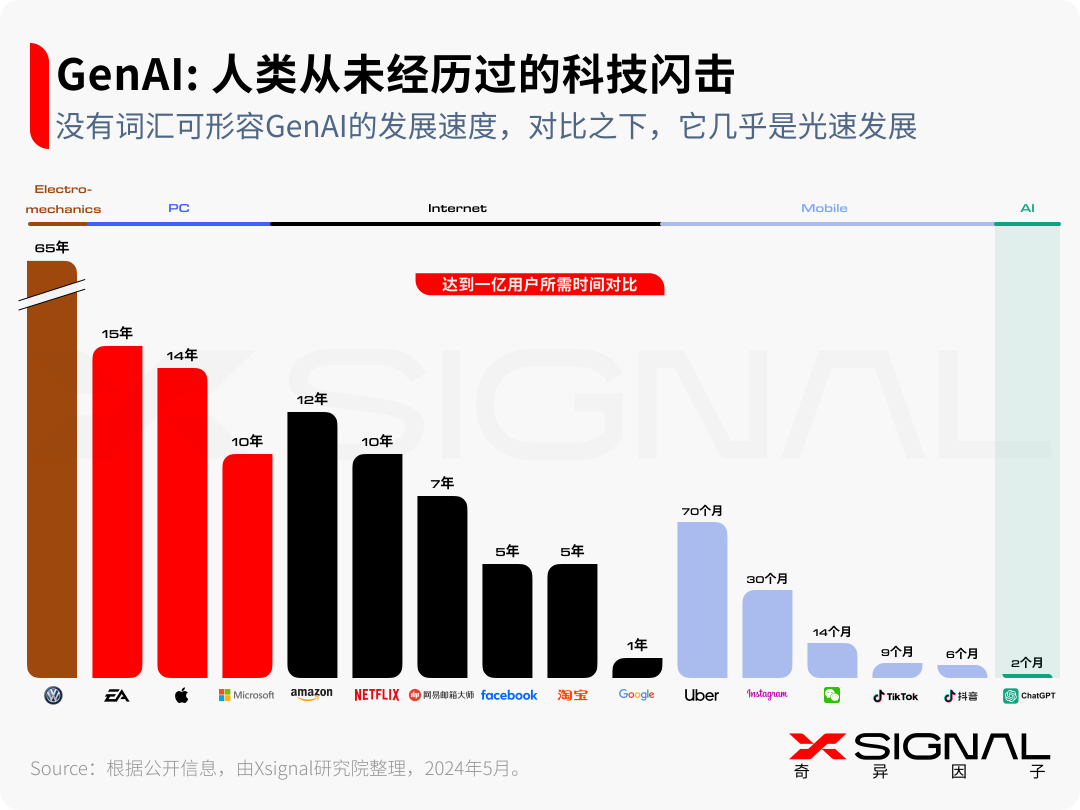 GenAI: 人类从未经历过的科技闪击
没有词汇可形容GenAI的发展速度，对比之下，它几乎是光速发展
Electro-
mechanics
PC
Internet
Mobile
AI
达到一亿用户所需时间对比
65年
15年
14年
10年
12年
10年
7年
5年
5年
1年
70个月
30个月
14个月
9个月
6个月
2个月
XSIGNAL
EA
Microsoft
amazon
NETFLIX
网易邮箱大师
facebook
淘宝
Google
Uber
Instagram
TikTok
抖音
ChatGPT
Source：根据公开信息，由Xsignal研究院整理，2024年5月。
XSIGNAL
奇异因子